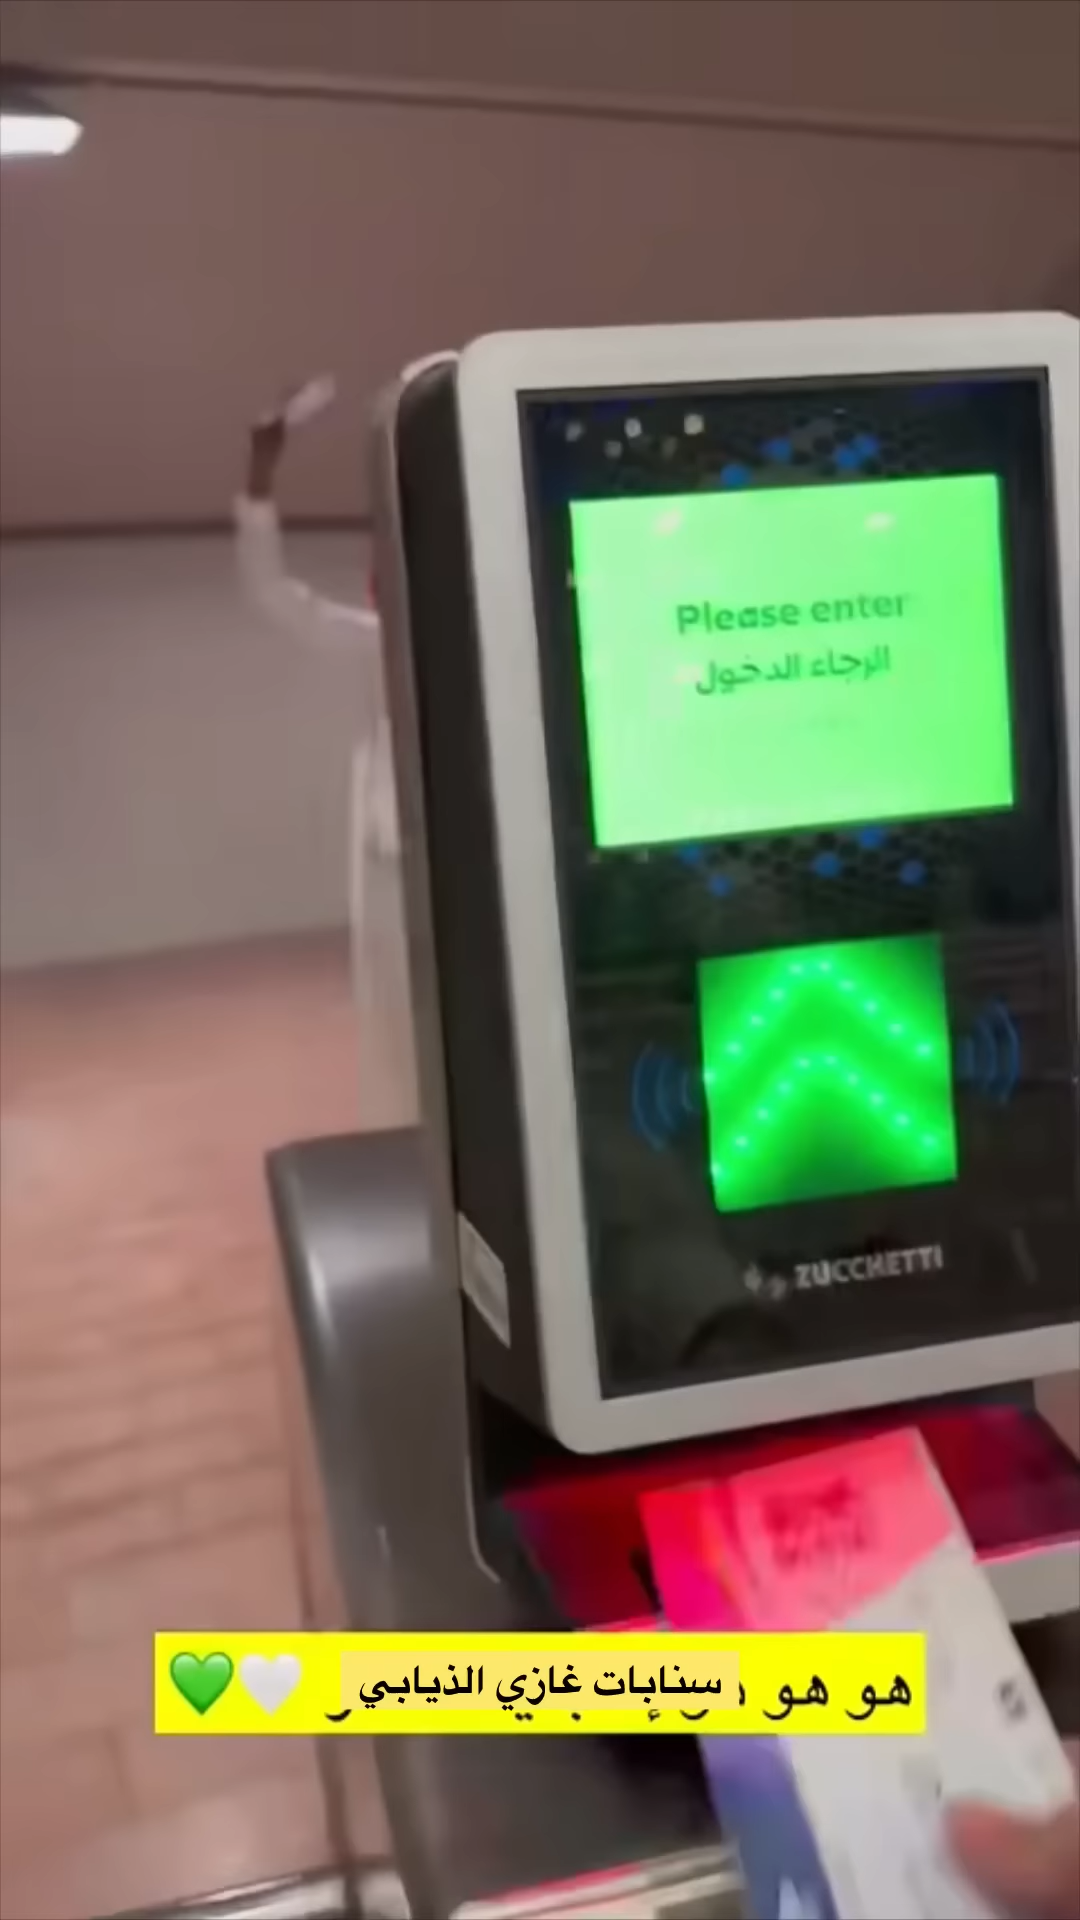 Please enter
الرجاء الدخول
ZUCCHETTI
هو هو
سنابات غازي الذيابي